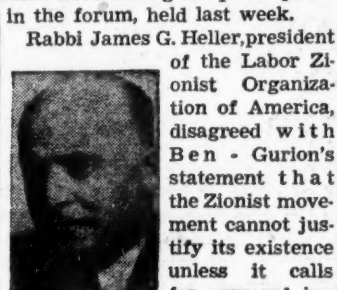 in the forum, held last week.
Rabbi James G. Heller, president
of the Labor Zi-
onist Organiza-
tion of America,
disagreed with
Ben - Gurion's
statement that
the Zionist move-
ment cannot jus-
tify its existence
unless it calls